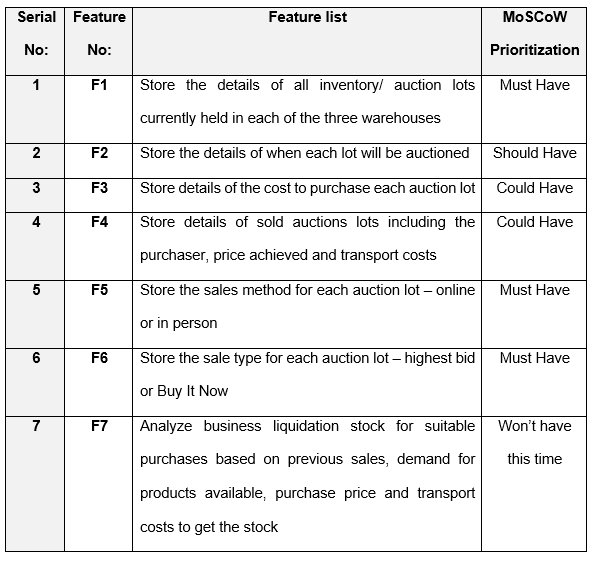 Serial No: Feature No: Feature list MoSCoW Prioritization
1 F1 Store the details of all inventory/ auction lots Must Have
currently held in each of the three warehouses
2 F2 Store the details of when each lot will be auctioned Should Have
3 F3 Store details of the cost to purchase each auction lot Could Have
4 F4 Store details of sold auctions lots including the Could Have
purchaser, price achieved and transport costs
5 F5 Store the sales method for each auction lot – online Must Have
or in person
6 F6 Store the sale type for each auction lot – highest bid Must Have
or Buy It Now
7 F7 Analyze business liquidation stock for suitable Won’t have
purchases based on previous sales, demand for this time
products available, purchase price and transport
costs to get the stock